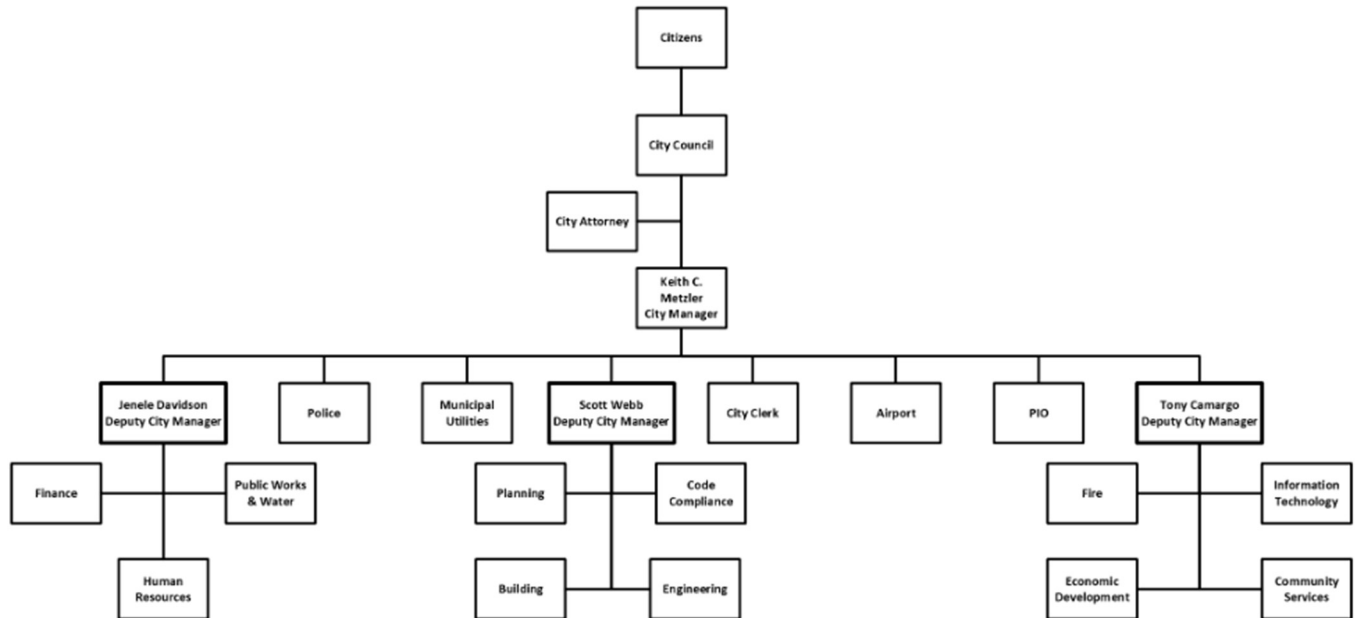 Citizens
City Council
City Attorney
Keith C.
Metzler
City Manager
Jenele Davidson
Deputy City Manager
Police
Municipal
Utilities
Scott Webb
Deputy City Manager
City Clerk
Airport
PIO
Tony Camargo
Deputy City Manager
Finance
Public Works
& Water
Planning
Code
Compliance
Fire
Information
Technology
Human
Resources
Building
Engineering
Economic
Development
Community
Services